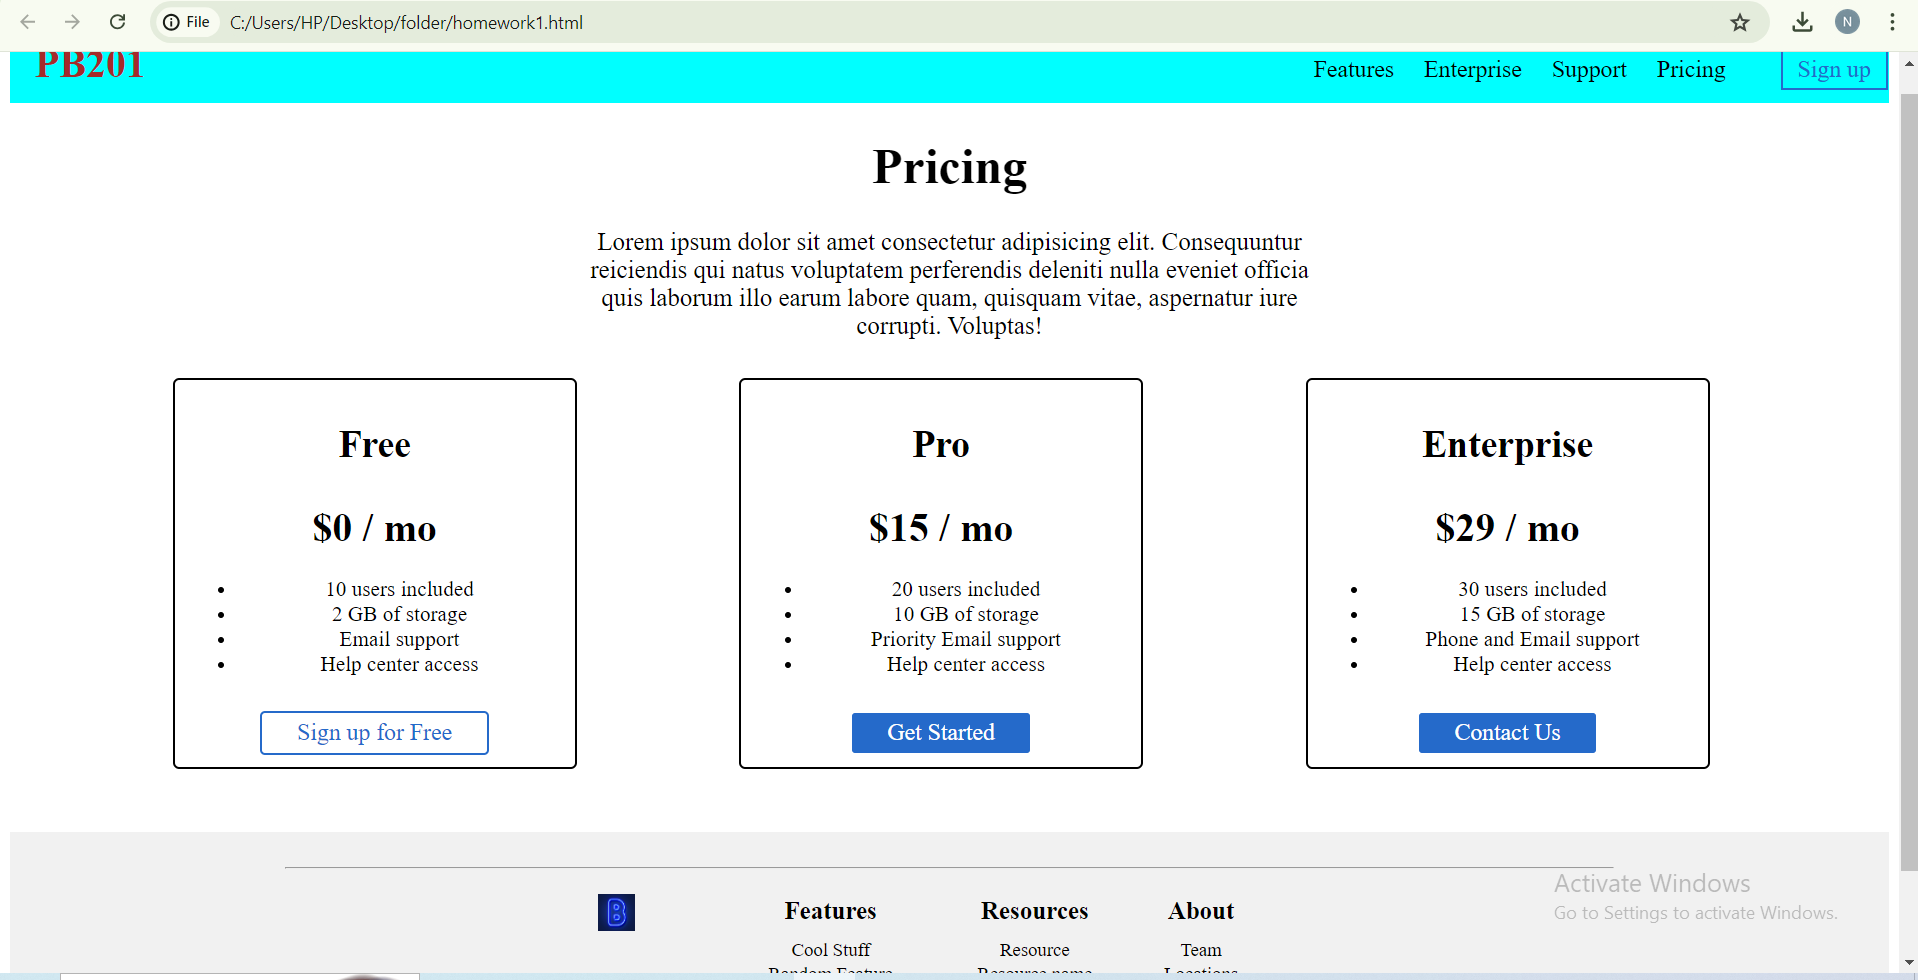 File C:/Users/HP/Desktop/folder/homework1.html N
PB201 Features Enterprise Support Pricing Sign up
Pricing
Lorem ipsum dolor sit amet consectetur adipisicing elit. Consequuntur
reiciendis qui natus voluptatem perferendis deleniti nulla eveniet officia
quis laborum illo earum labore quam, quisquam vitae, aspernatur iure
corrupti. Voluptas!
Free
$0 / mo
10 users included
2 GB of storage
Email support
Help center access
Sign up for Free
Pro
$15 / mo
20 users included
10 GB of storage
Priority Email support
Help center access
Get Started
Enterprise
$29 / mo
30 users included
15 GB of storage
Phone and Email support
Help center access
Contact Us
B
Features
Cool Stuff
Random Feature
Resources
Resource
Resource name
About
Team
Locations
Activate Windows
Go to Settings to activate Windows.